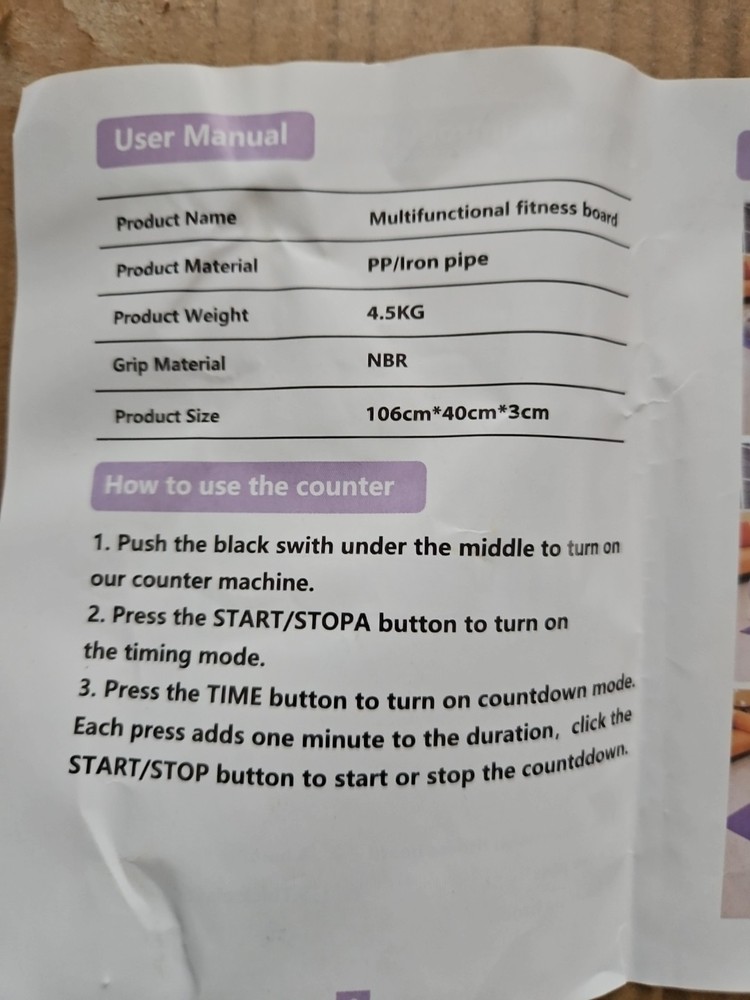 User Manual
Product Name Multifunctional fitness board
Product Material PP/Iron pipe
Product Weight 4.5KG
Grip Material NBR
Product Size 106cm*40cm*3cm
How to use the counter
1. Push the black swith under the middle to turn on
our counter machine.
2. Press the START/STOPA button to turn on
the timing mode.
3. Press the TIME button to turn on countdown mode.
Each press adds one minute to the duration, click the
START/STOP button to start or stop the countddown.